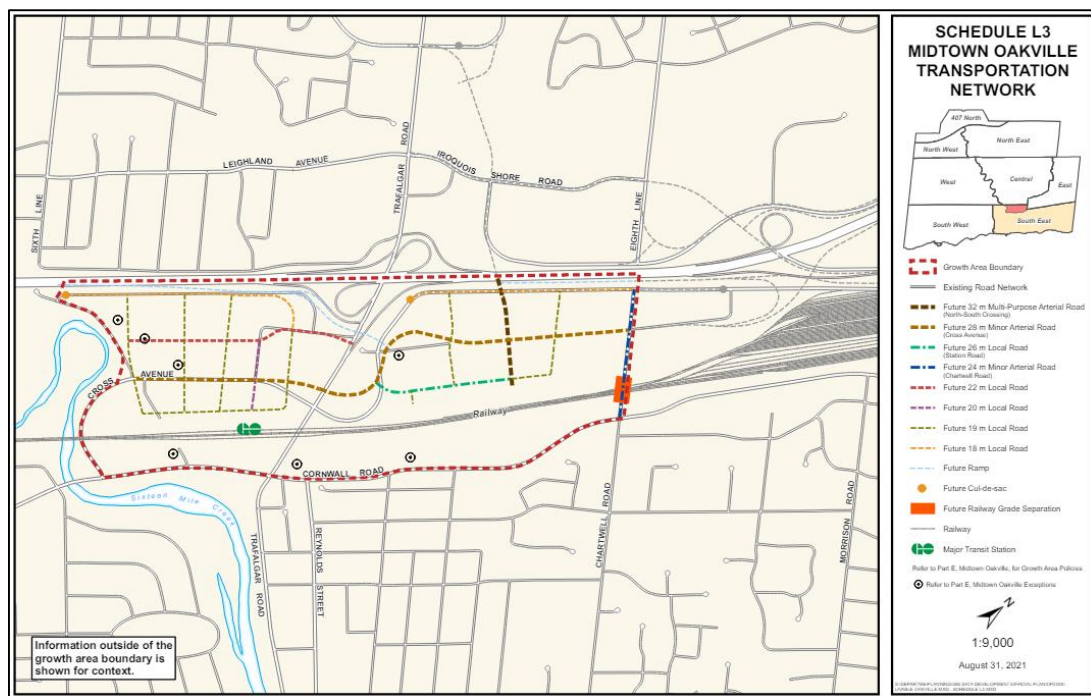 SCHEDULE L3
MIDTOWN OAKVILLE
TRANSPORTATION
NETWORK
407 North
North East
North West
West
Central
East
South West
South East
Growth Area Boundary
Existing Road Network
Future 32 m Multi-Purpose Arterial Road
(North-South Crossing)
Future 28 m Minor Arterial Road
(Cross Avenue)
Future 26 m Local Road
(Station Road)
Future 24 m Minor Arterial Road
(Chartwell Road)
Future 22 m Local Road
Future 20 m Local Road
Future 19 m Local Road
Future 18 m Local Road
Future Ramp
Future Cul-de-sac
Future Railway Grade Separation
Railway
GO
Major Transit Station
Refer to Part E, Midtown Oakville, for Growth Area Policies
Refer to Part E, Midtown Oakville Exceptions
N
1:9,000
August 31, 2021
LEIGHLAND AVENUE
IROQUOIS SHORE ROAD
SIXTH LINE
TRAFALGAR ROAD
EIGHTH LINE
CROSS AVENUE
Railway
GO
CORNWALL ROAD
Sixteen Mile Creek
TRAFALGAR ROAD
REYNOLDS STREET
CHARTWELL ROAD
MORRISON ROAD
Information outside of the
growth area boundary is
shown for context.